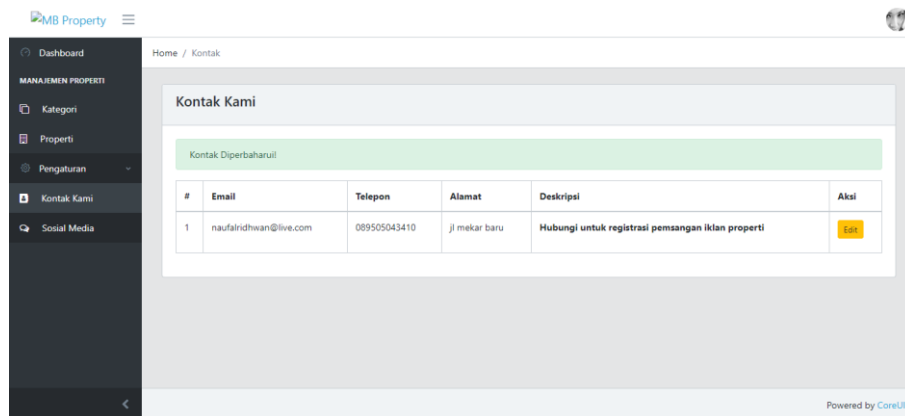 MB Property
Dashboard
Home / Kontak
MANAJEMEN PROPERTI
Kategori
Properti
Pengaturan
Kontak Kami
Sosial Media
Kontak Kami
Kontak Diperbaharui!
# Email Telepon Alamat Deskripsi Aksi
1 naufalridhwan@live.com 089505043410 jl mekar baru Hubungi untuk registrasi pemsangan iklan properti Edit
Powered by CoreUI